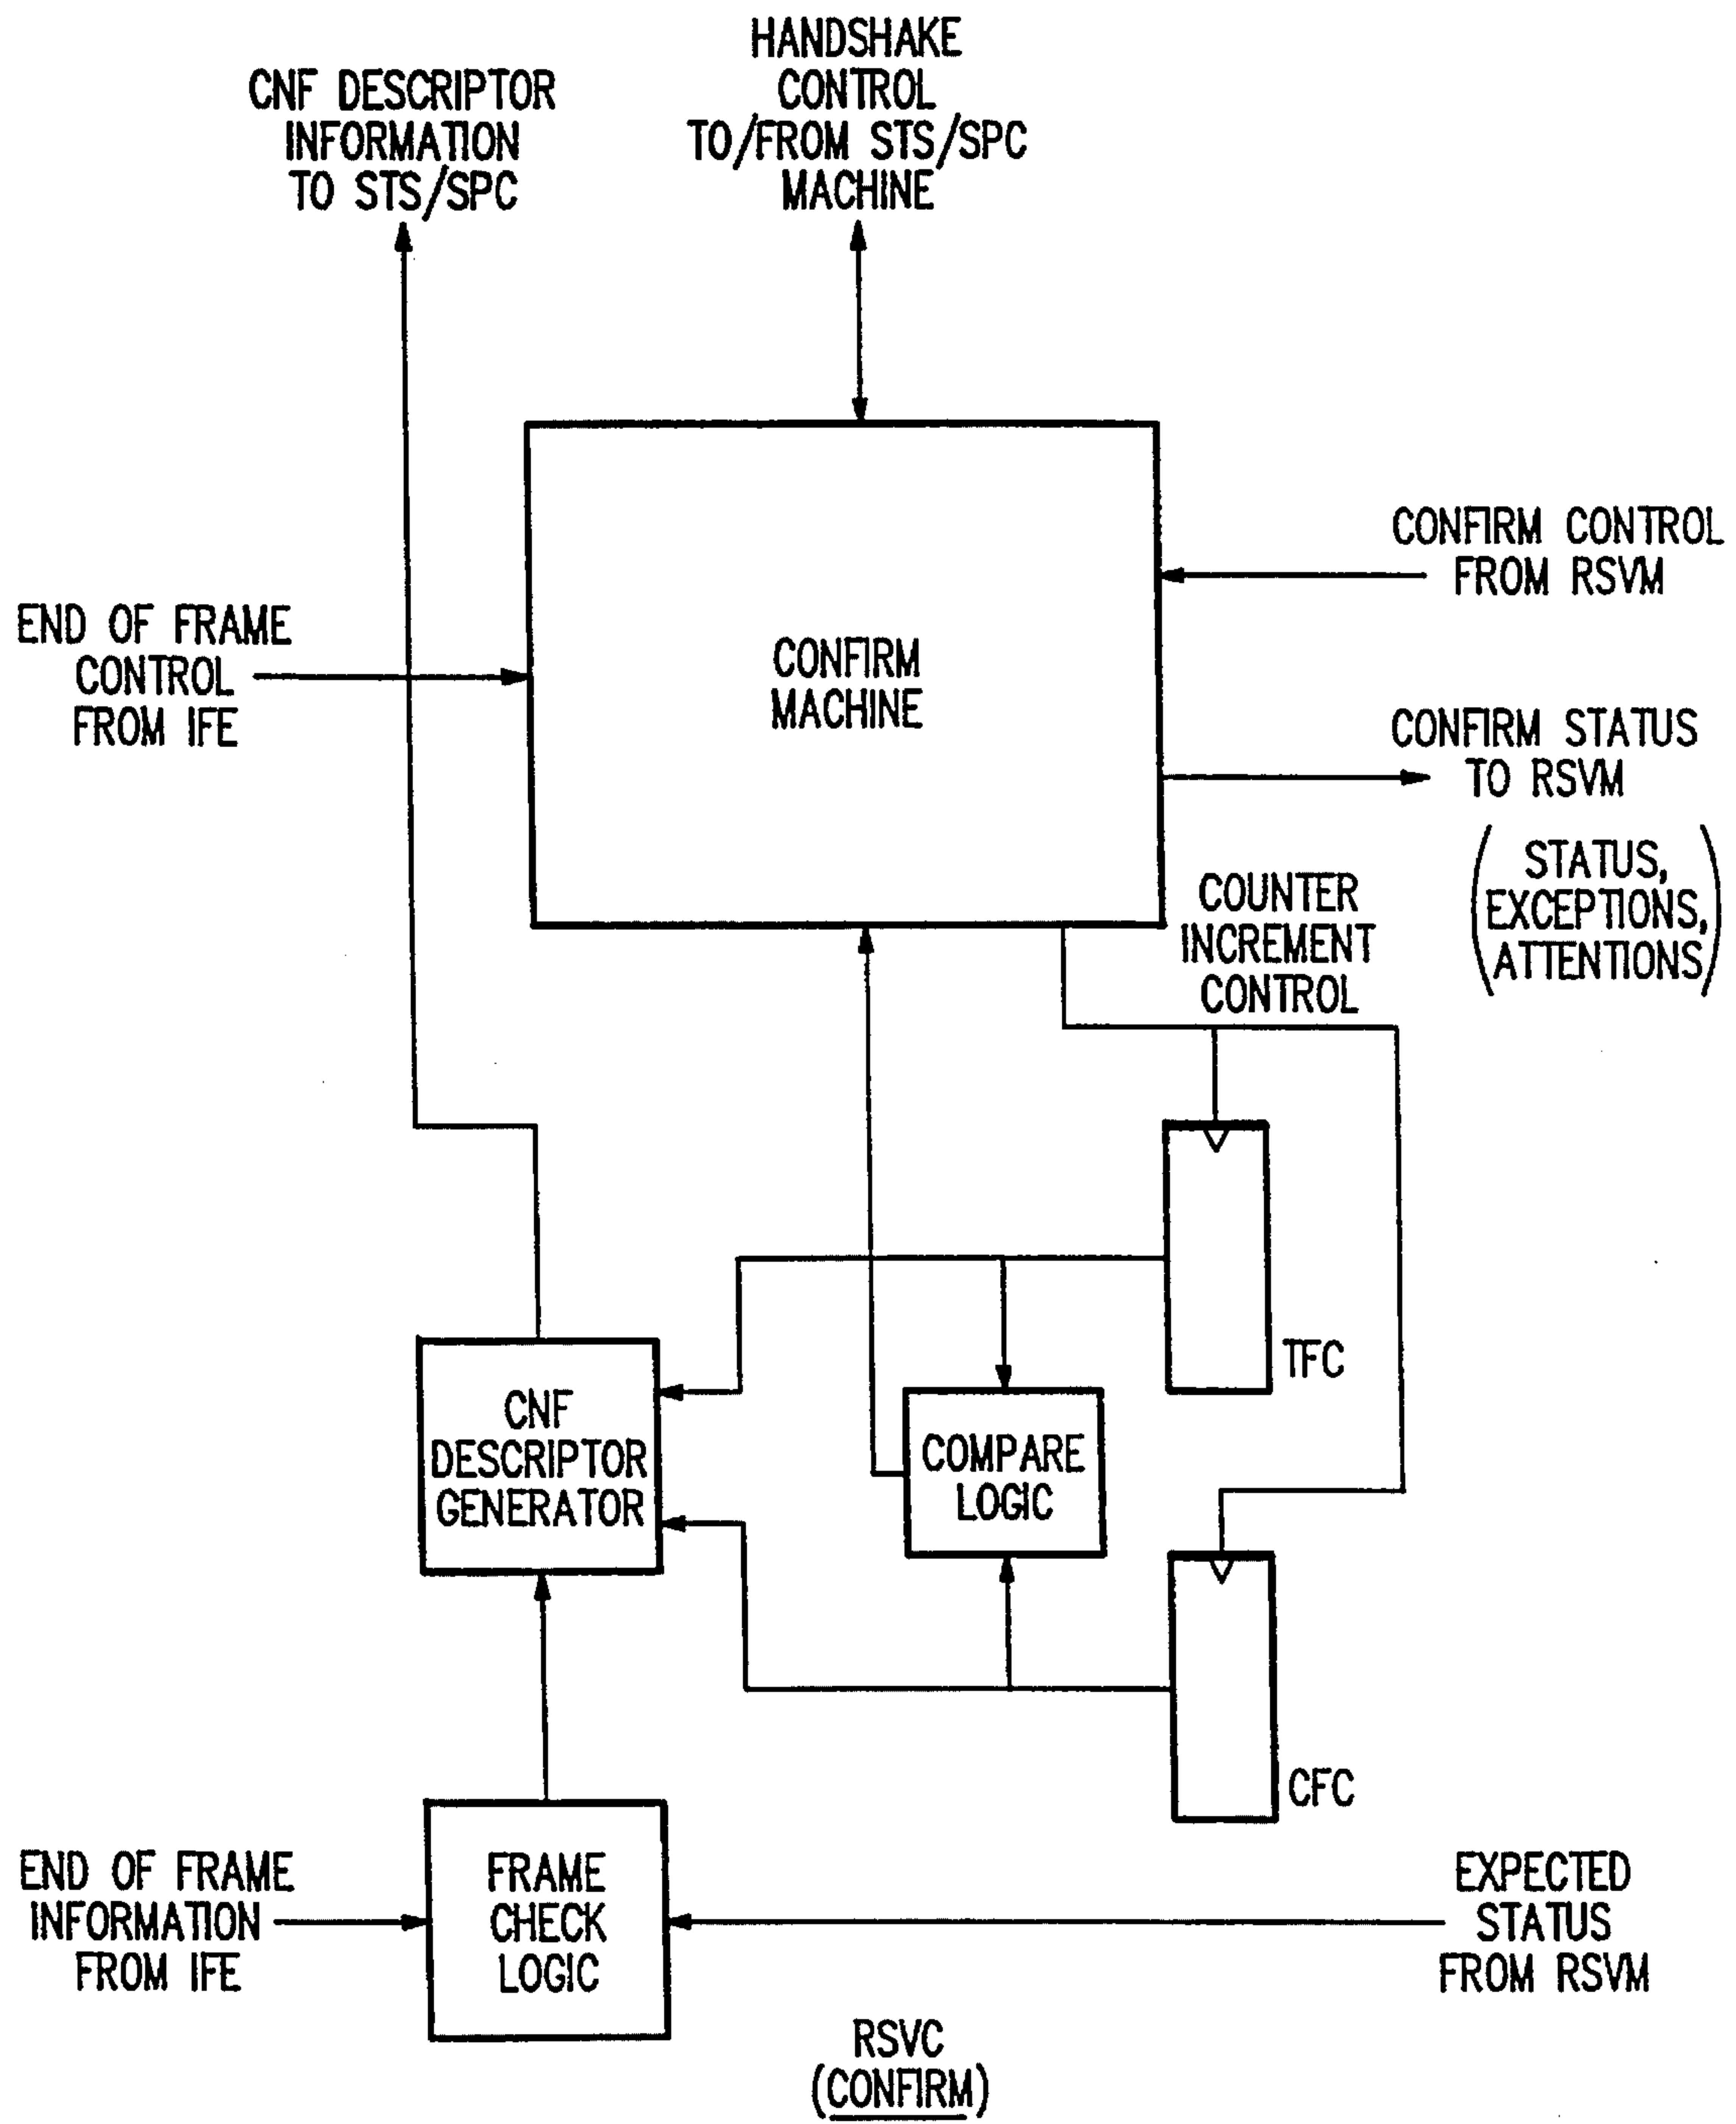 HANDSHAKE
CONTROL
TO/FROM STS/SPC
MACHINE
CNF DESCRIPTOR
INFORMATION
TO STS/SPC
CONFIRM CONTROL
FROM RSVM
END OF FRAME
CONTROL
FROM IFE
CONFIRM
MACHINE
CONFIRM STATUS
TO RSVM
(STATUS,
EXCEPTIONS,
ATTENTIONS)
COUNTER
INCREMENT
CONTROL
TFC
CNF
DESCRIPTOR
GENERATOR
COMPARE
LOGIC
CFC
END OF FRAME
INFORMATION
FROM IFE
FRAME
CHECK
LOGIC
EXPECTED
STATUS
FROM RSVM
RSVC
(CONFIRM)